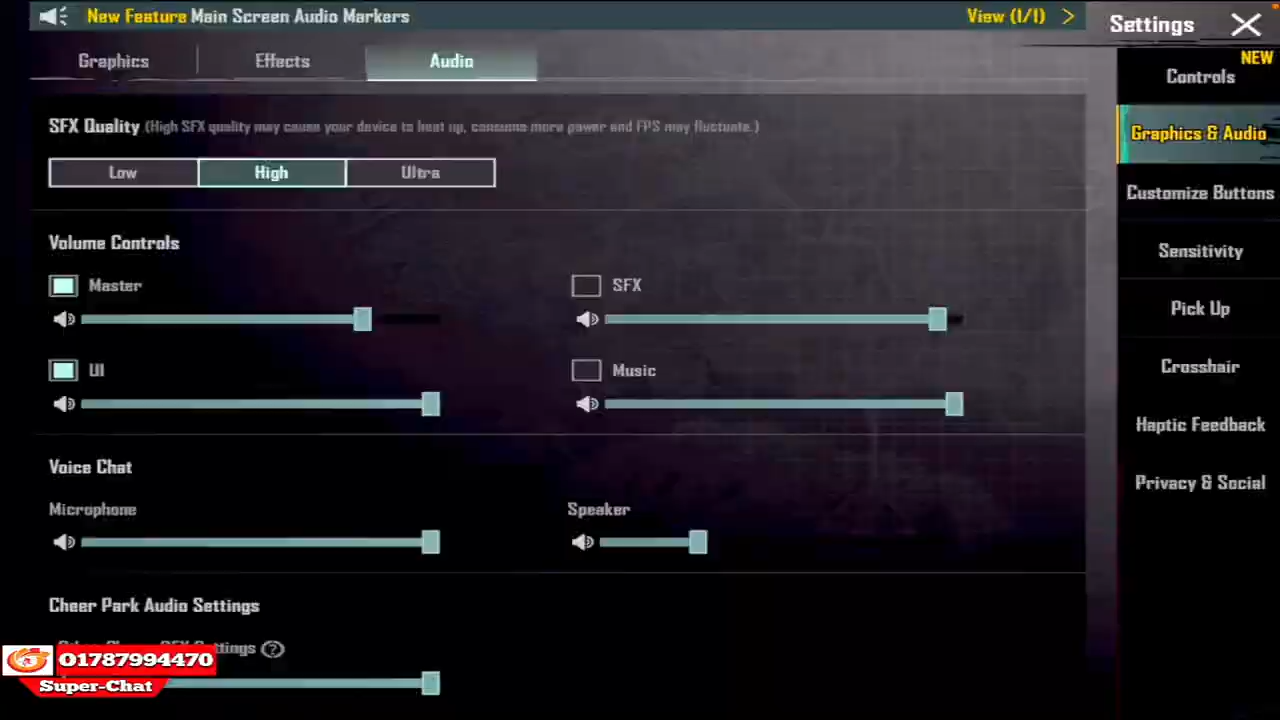 New Feature Main Screen Audio Markers
View (1/1)
Settings
Graphics
Effects
Audio
NEW
Controls
Graphics & Audio
Customize Buttons
Sensitivity
Pick Up
Crosshair
Haptic Feedback
Privacy & Social
SFX Quality (High SFX quality may cause your device to heat up, consume more power and FPS may fluctuate.)
Low
High
Ultra
Volume Controls
Master
SFX
UI
Music
Voice Chat
Microphone
Speaker
Cheer Park Audio Settings
SFX Settings ?
01787994470
Super-Chat